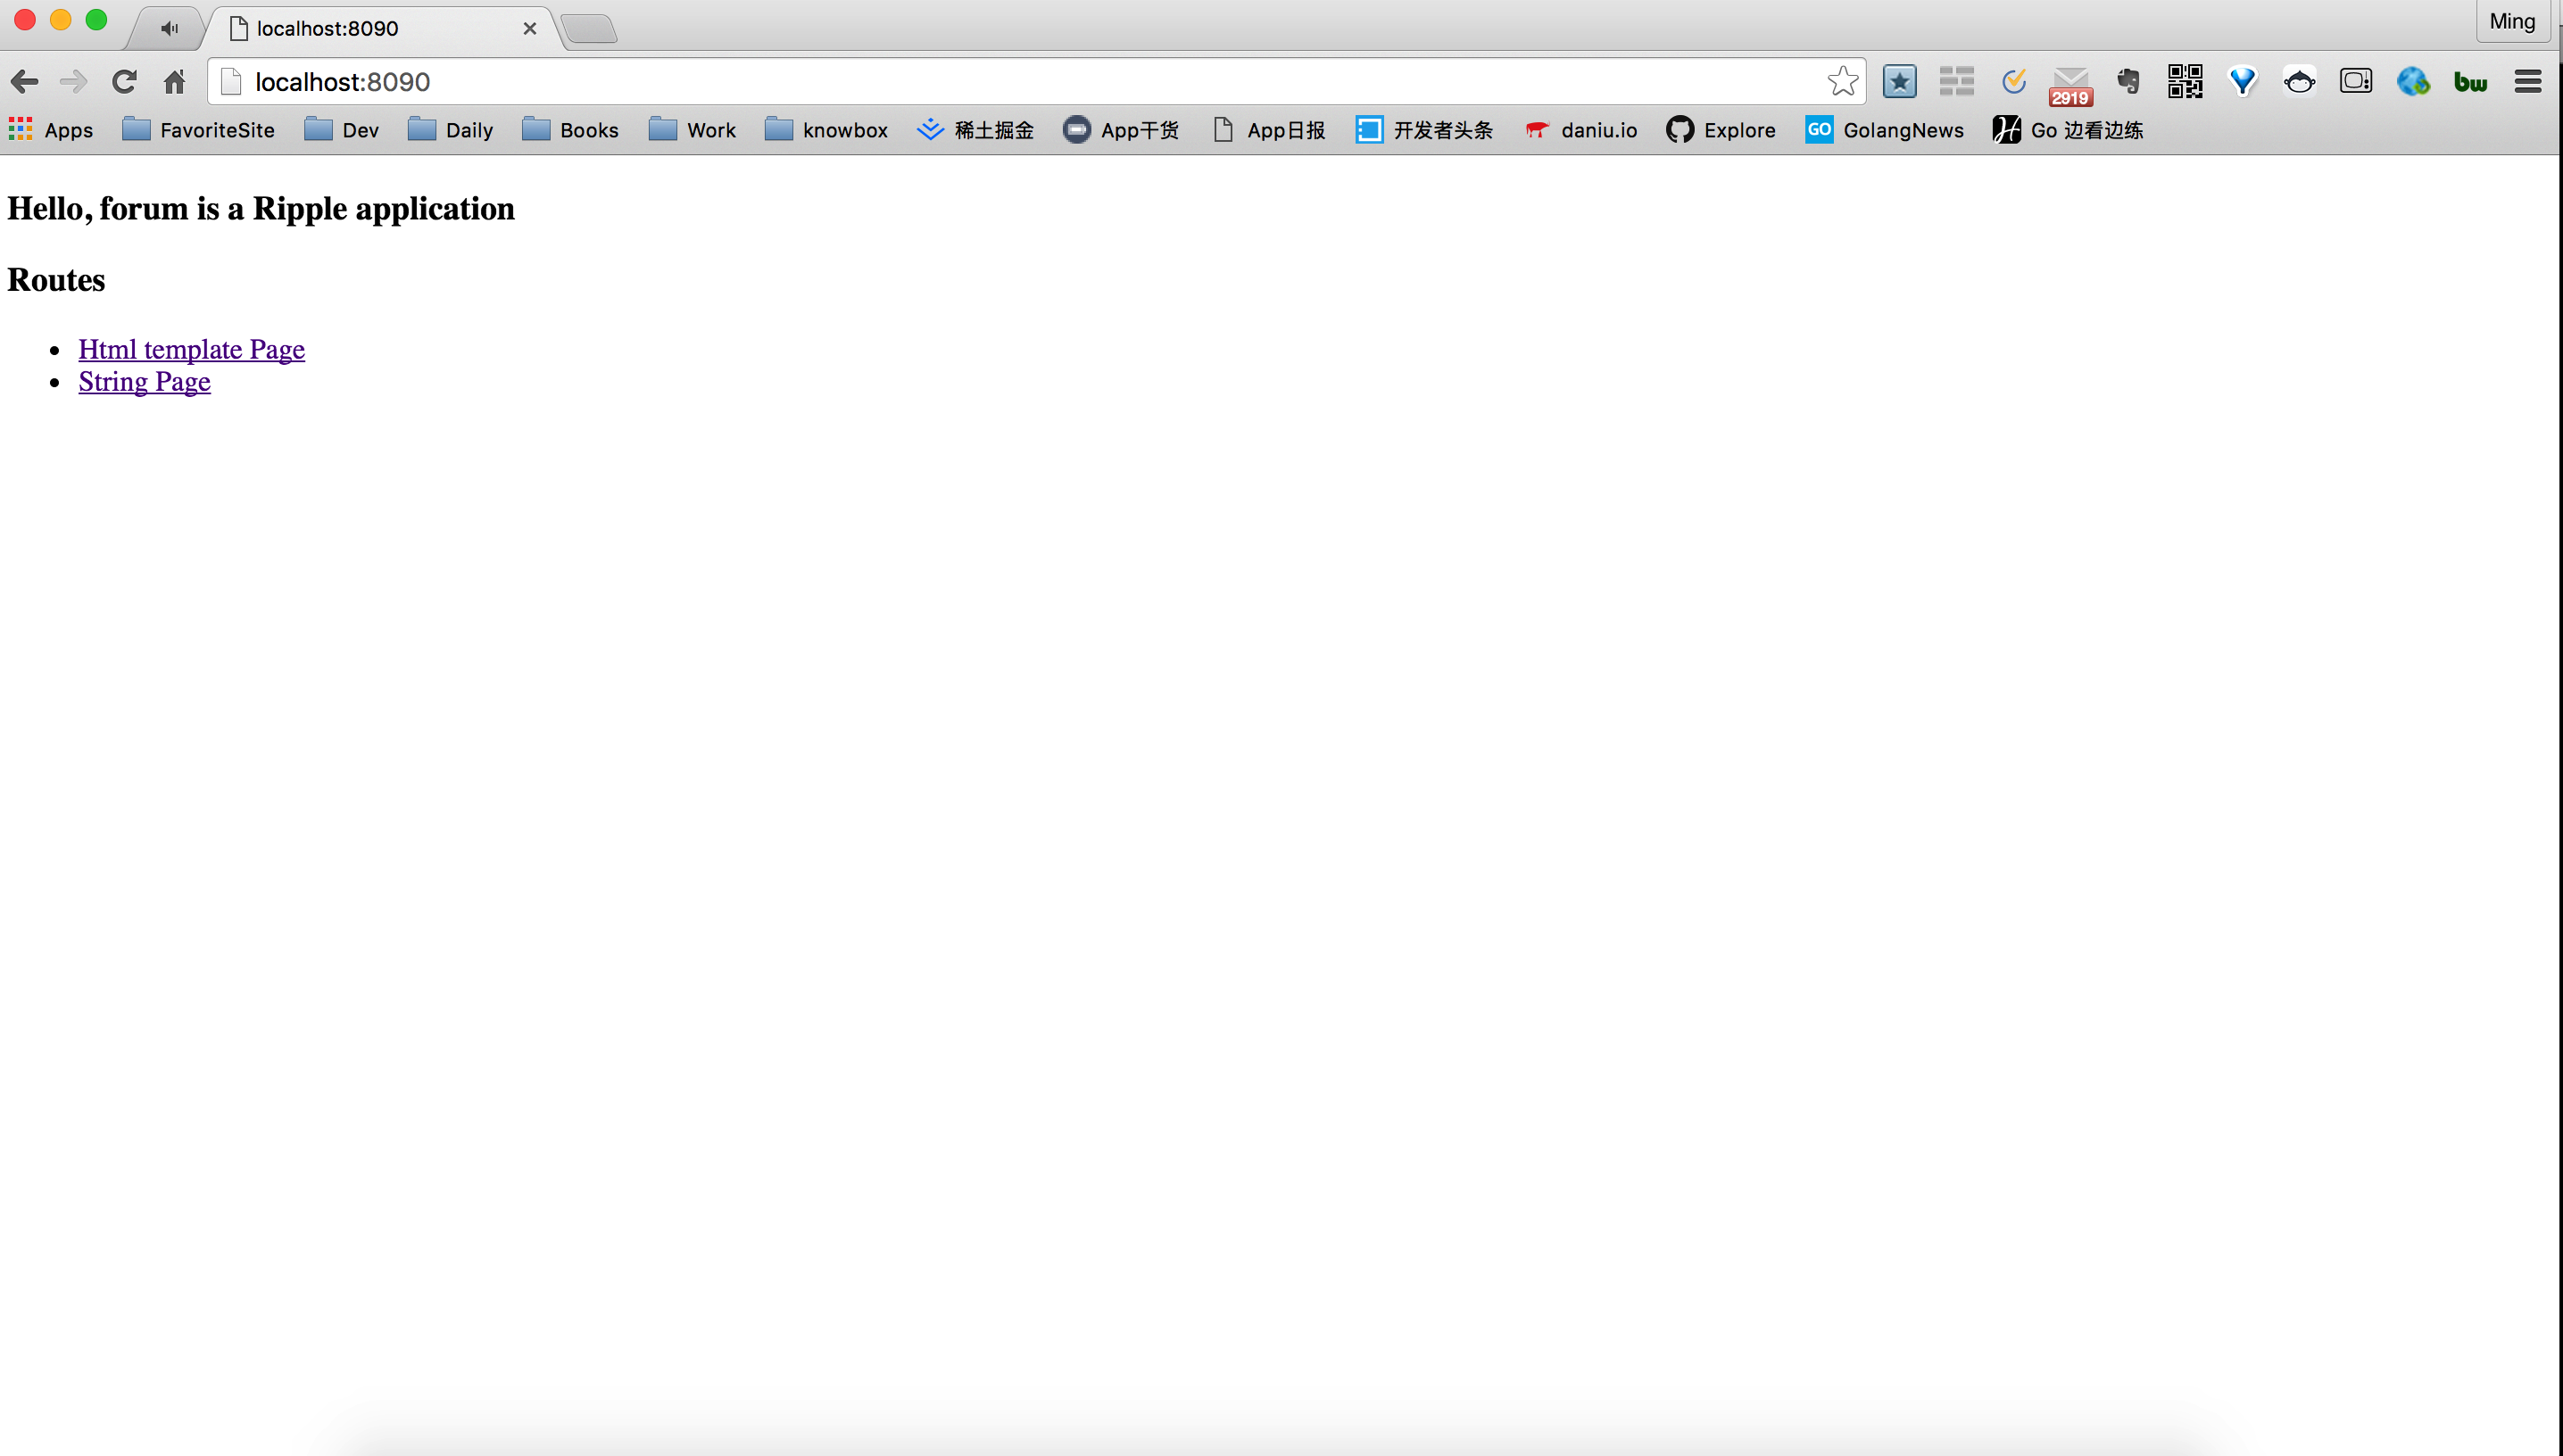 localhost:8090
Ming
localhost:8090
2919
bw
Apps FavoriteSite Dev Daily Books Work knowbox 稀土掘金 App干货 App日报 开发者头条 daniu.io Explore GO GolangNews Go 边看边练
Hello, forum is a Ripple application
Routes
Html template Page
String Page